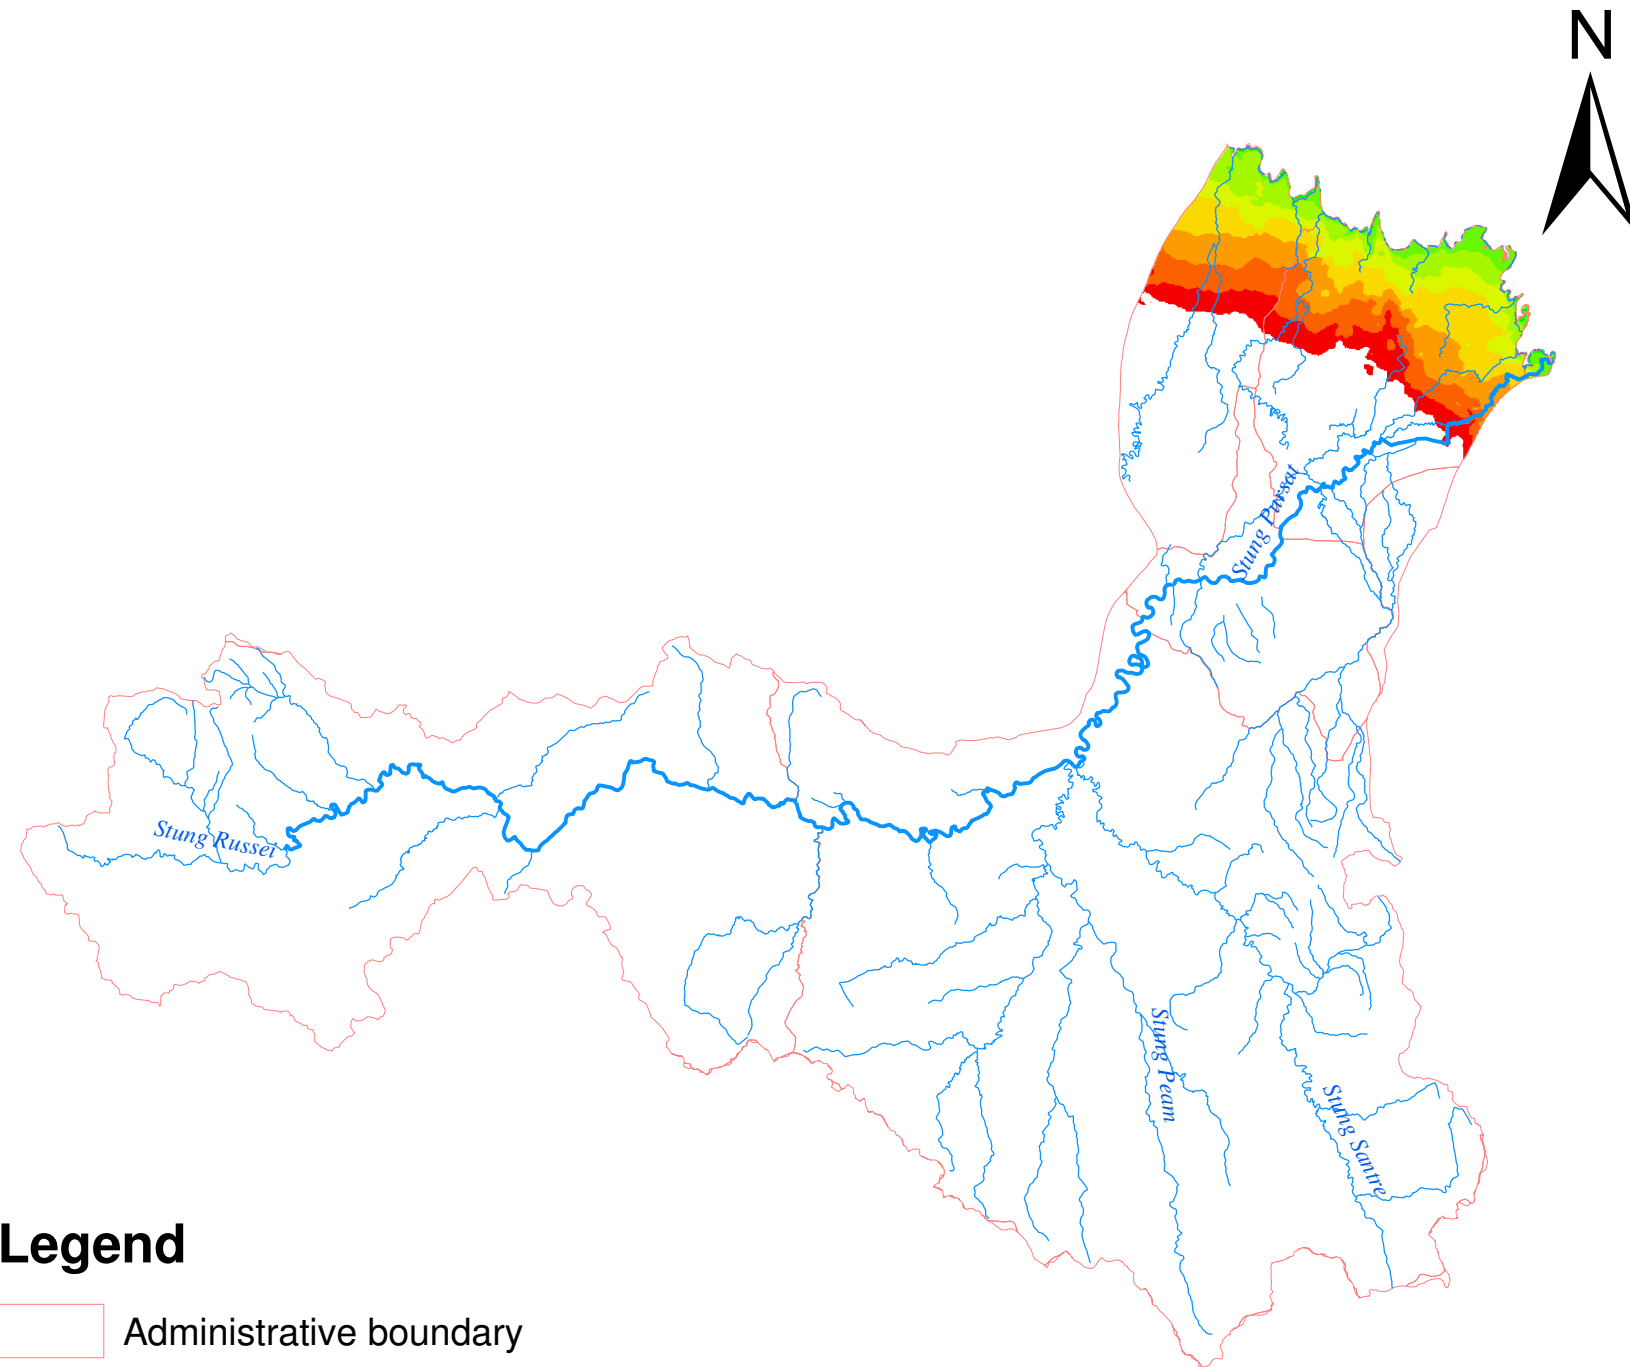 N
Stung Pursat
Stung Russei
Stung Peam
Stung Santre
Legend
Administrative boundary